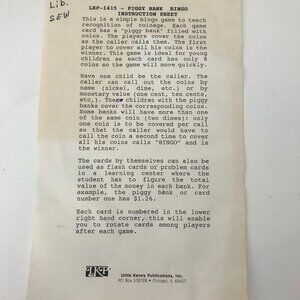 Lib.
SEW
LKP-1415 - PIGGY BANK BINGO
INSTRUCTION SHEET
This is a simple bingo game to teach
recognition of coinage. Each game
card has a "piggy bank" filled with
coins. The players cover the coins
as the caller calls them. The first
player to cover all his coins is the
winner. This game is ideal for young
children as each card has only 8
coins so the game will move quickly.
Have one child be the caller. The
caller can call out the coins by
name (nickel, dime, etc.) or by
monetary value (one cent, ten cents,
etc.). The children with the piggy
banks cover the corresponding coins.
Some banks will have more than one
of the same coin (two dimes); only
one coin is to be covered per call
so that the caller would have to
call the coin a second time to cover
all his coins calls "BINGO" and is
the winner.
The cards by themselves can also be
used as flash cards or problem cards
in a learning center where the
student has to figure the total
value of the money in each bank. For
example, the piggy bank or card
number one has $1.26.
Each card is numbered in the lower
right hand corner, this will enable
you to rotate cards among players
after each game.
LKP
Little Kenny Publications, Inc.
PO Box 376159 • Chicago, IL 60637